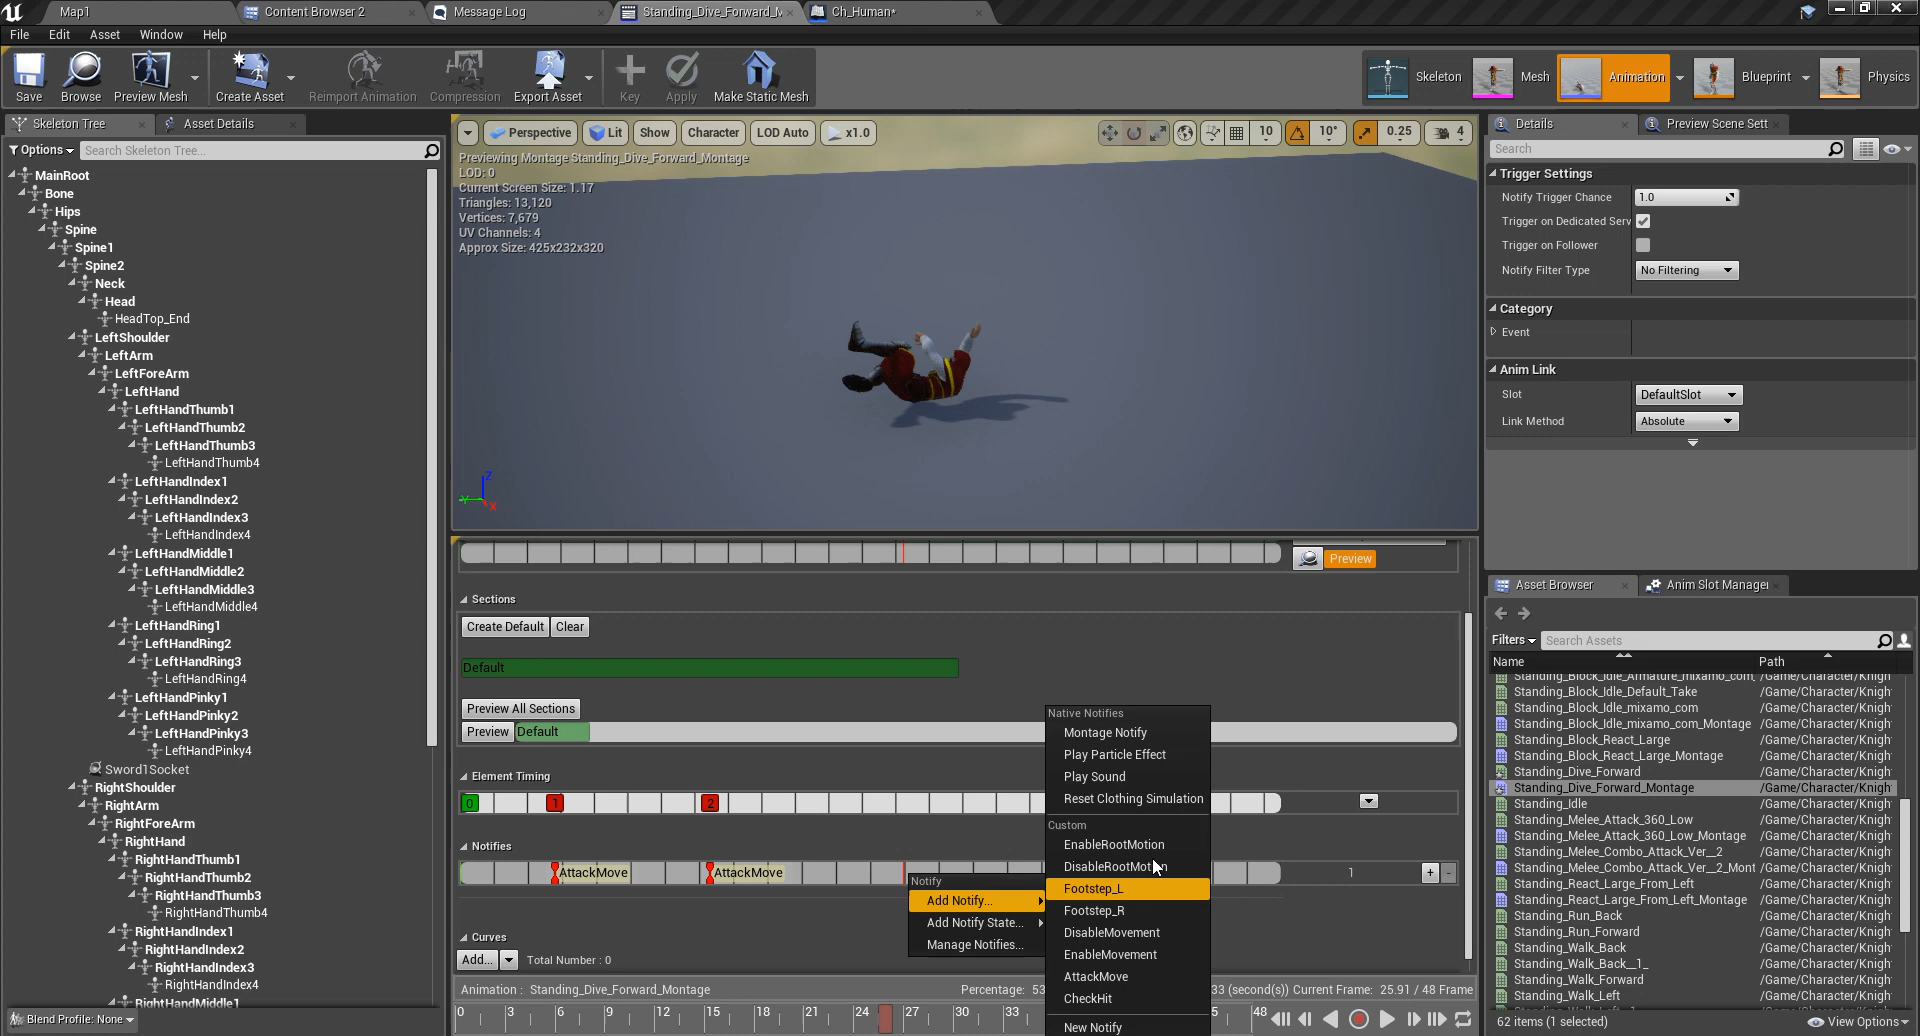 Map1
Content Browser 2
Message Log
Standing_Dive_Forward_M
Ch_Human*
File Edit Asset Window Help
Save
Browse
Preview Mesh
Create Asset
Reimport Animation
Compression
Export Asset
Key
Apply
Make Static Mesh
Skeleton
Mesh
Animation
Blueprint
Physics
Skeleton Tree
Asset Details
Options
Search Skeleton Tree...
MainRoot
Bone
Hips
Spine
Spine1
Spine2
Neck
Head
HeadTop_End
LeftShoulder
LeftArm
LeftForeArm
LeftHand
LeftHandThumb1
LeftHandThumb2
LeftHandThumb3
LeftHandThumb4
LeftHandIndex1
LeftHandIndex2
LeftHandIndex3
LeftHandIndex4
LeftHandMiddle1
LeftHandMiddle2
LeftHandMiddle3
LeftHandMiddle4
LeftHandRing1
LeftHandRing2
LeftHandRing3
LeftHandRing4
LeftHandPinky1
LeftHandPinky2
LeftHandPinky3
LeftHandPinky4
Sword1Socket
RightShoulder
RightArm
RightForeArm
RightHand
RightHandThumb1
RightHandThumb2
RightHandThumb3
RightHandThumb4
RightHandIndex1
RightHandIndex2
RightHandIndex3
RightHandIndex4
RightHandMiddle1
Blend Profile: None
Perspective Lit Show Character LOD Auto x1.0 10 10° 0.25 4
Previewing Montage Standing_Dive_Forward_Montage
LOD: 0
Current Screen Size: 1.17
Triangles: 13,120
Vertices: 7,679
UV Channels: 4
Approx Size: 425x232x320
Z
Y
X
Preview
Sections
Create Default Clear
Default
Preview All Sections
Preview Default
Element Timing
0 1 2
Notifies
AttackMove AttackMove 1 + -
Notify
Add Notify...
Add Notify State...
Manage Notifies...
Native Notifies
Montage Notify
Play Particle Effect
Play Sound
Reset Clothing Simulation
Custom
EnableRootMotion
DisableRootMotion
Footstep_L
Footstep_R
DisableMovement
EnableMovement
AttackMove
CheckHit
New Notify
Curves
Add... Total Number : 0
Animation : Standing_Dive_Forward_Montage Percentage: 53 33 (second(s)) Current Frame: 25.91 / 48 Frame
0 3 6 9 12 15 18 21 24 27 30 33 5 48
Details
Preview Scene Sett
Search
Trigger Settings
Notify Trigger Chance 1.0
Trigger on Dedicated Serv
Trigger on Follower
Notify Filter Type No Filtering
Category
Event
Anim Link
Slot DefaultSlot
Link Method Absolute
Asset Browser
Anim Slot Manager
Filters
Search Assets
Name Path
Standing_Block_Idle_Armature_mixamo_com_ /Game/Character/Knigh
Standing_Block_Idle_Default_Take /Game/Character/Knigh
Standing_Block_Idle_mixamo_com /Game/Character/Knigh
Standing_Block_Idle_mixamo_com_Montage /Game/Character/Knigh
Standing_Block_React_Large /Game/Character/Knigh
Standing_Block_React_Large_Montage /Game/Character/Knigh
Standing_Dive_Forward /Game/Character/Knigh
Standing_Dive_Forward_Montage /Game/Character/Knigh
Standing_Idle /Game/Character/Knigh
Standing_Melee_Attack_360_Low /Game/Character/Knigh
Standing_Melee_Attack_360_Low_Montage /Game/Character/Knigh
Standing_Melee_Combo_Attack_Ver__2 /Game/Character/Knigh
Standing_Melee_Combo_Attack_Ver__2_Mont /Game/Character/Knigh
Standing_React_Large_From_Left /Game/Character/Knigh
Standing_React_Large_From_Left_Montage /Game/Character/Knigh
Standing_Run_Back /Game/Character/Knigh
Standing_Run_Forward /Game/Character/Knigh
Standing_Walk_Back /Game/Character/Knigh
Standing_Walk_Back__1_ /Game/Character/Knigh
Standing_Walk_Forward /Game/Character/Knigh
Standing_Walk_Left /Game/Character/Knigh
62 items (1 selected) View Options